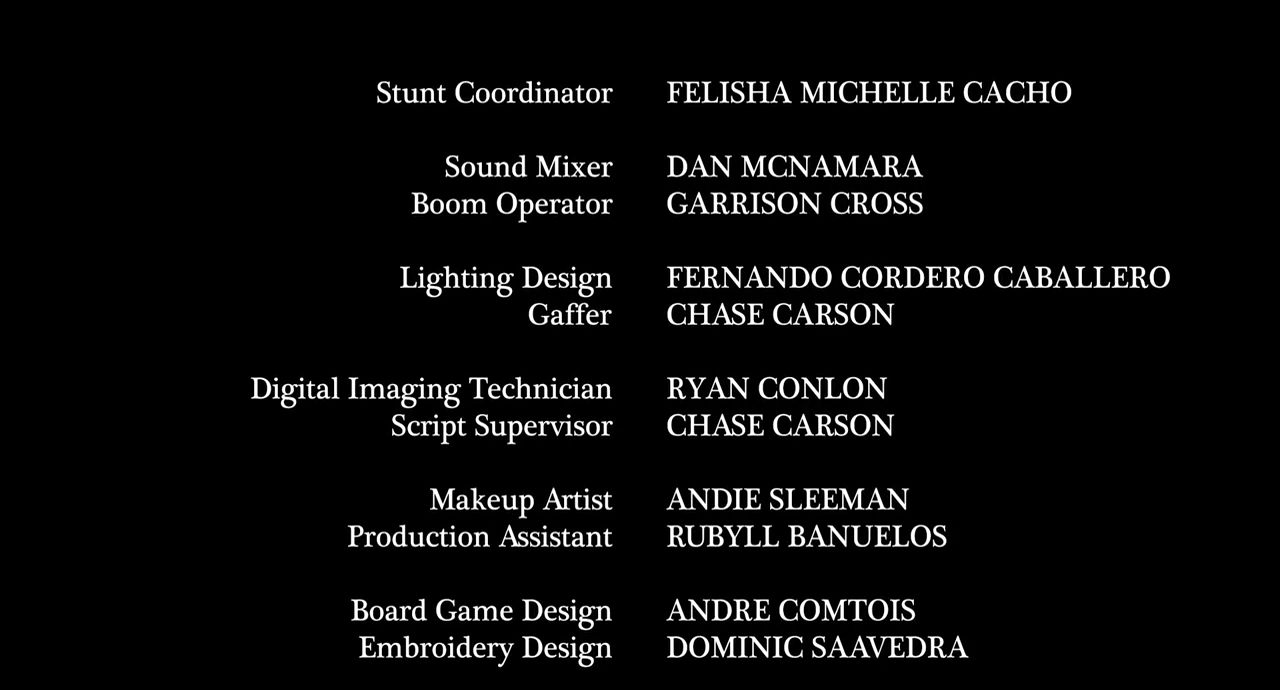 Stunt Coordinator FELISHA MICHELLE CACHO
Sound Mixer DAN MCNAMARA
Boom Operator GARRISON CROSS
Lighting Design FERNANDO CORDERO CABALLERO
Gaffer CHASE CARSON
Digital Imaging Technician RYAN CONLON
Script Supervisor CHASE CARSON
Makeup Artist ANDIE SLEEMAN
Production Assistant RUBYLL BANUELOS
Board Game Design ANDRE COMTOIS
Embroidery Design DOMINIC SAAVEDRA